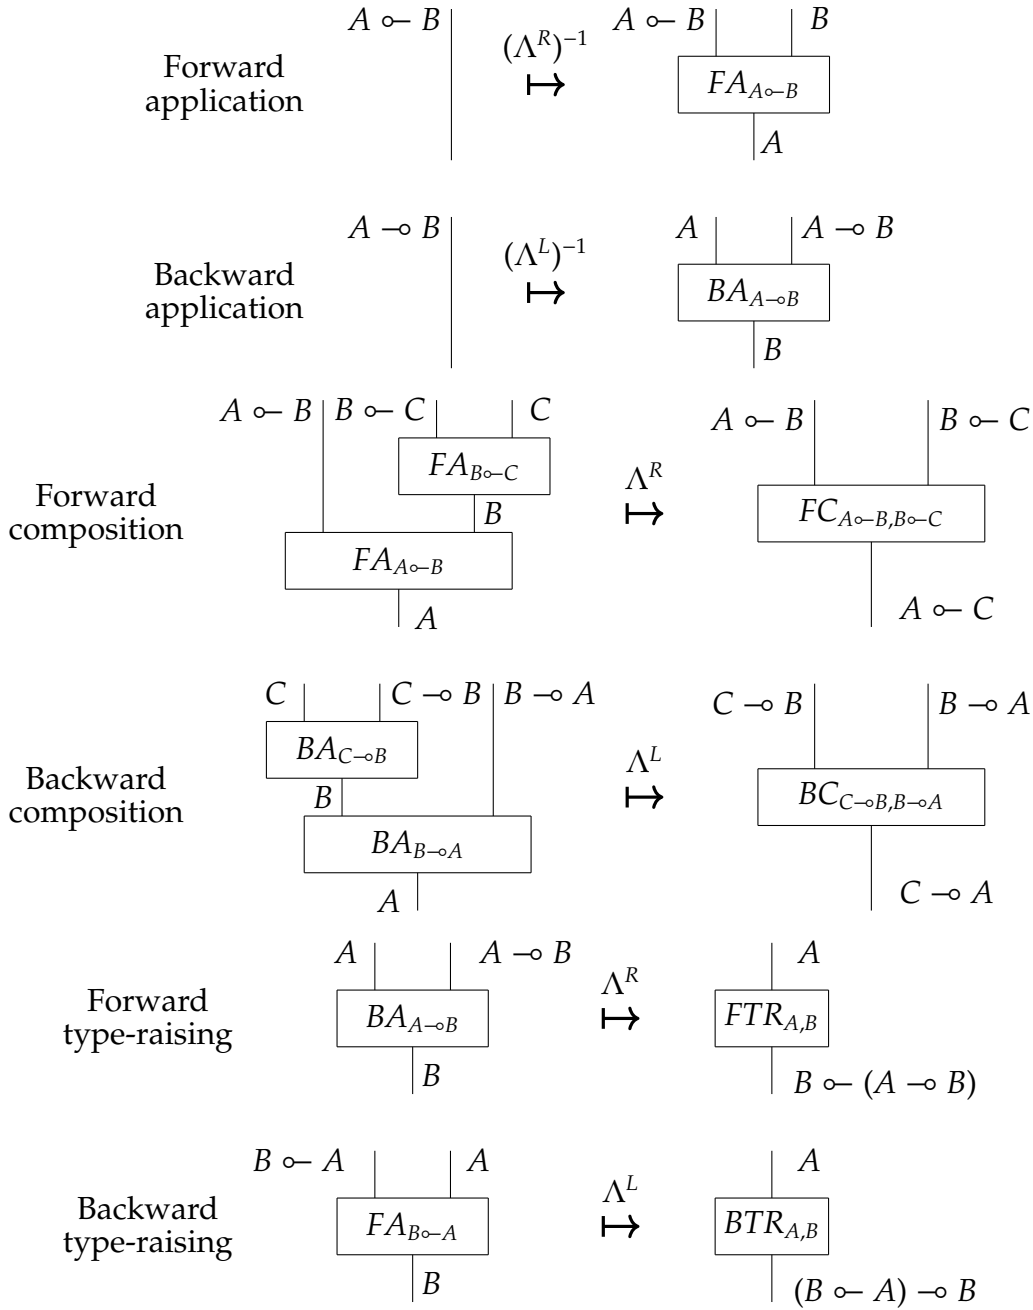 A ⟜ B (Λ^R)^{-1} A ⟜ B B
Forward
application
↦ FA_{A⟜B}
A
A ⊸ B (Λ^L)^{-1} A A ⊸ B
Backward
application
↦ BA_{A⊸B}
B
A ⟜ B B ⟜ C C A ⟜ B B ⟜ C
FA_{B⟜C} Λ^R
Forward
composition
B ↦ FC_{A⟜B,B⟜C}
FA_{A⟜B}
A A ⟜ C
C C ⊸ B B ⊸ A C ⊸ B B ⊸ A
BA_{C⊸B} Λ^L
Backward
composition
B ↦ BC_{C⊸B,B⊸A}
BA_{B⊸A}
A C ⊸ A
A A ⊸ B Λ^R A
Forward
type-raising
BA_{A⊸B} ↦ FTR_{A,B}
B B ⟜ (A ⊸ B)
B ⟜ A A Λ^L A
Backward
type-raising
FA_{B⟜A} ↦ BTR_{A,B}
B (B ⟜ A) ⊸ B